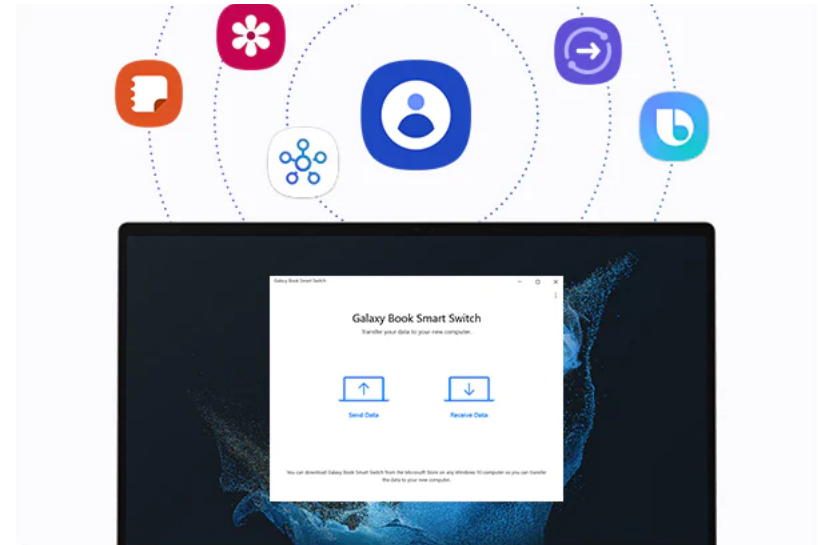 Galaxy Book Smart Switch
Galaxy Book Smart Switch
Transfer your data to your new computer.
Send Data
Receive Data
You can download Galaxy Book Smart Switch from the Microsoft Store on any Windows 10 computer so you can transfer
the data to your new computer.